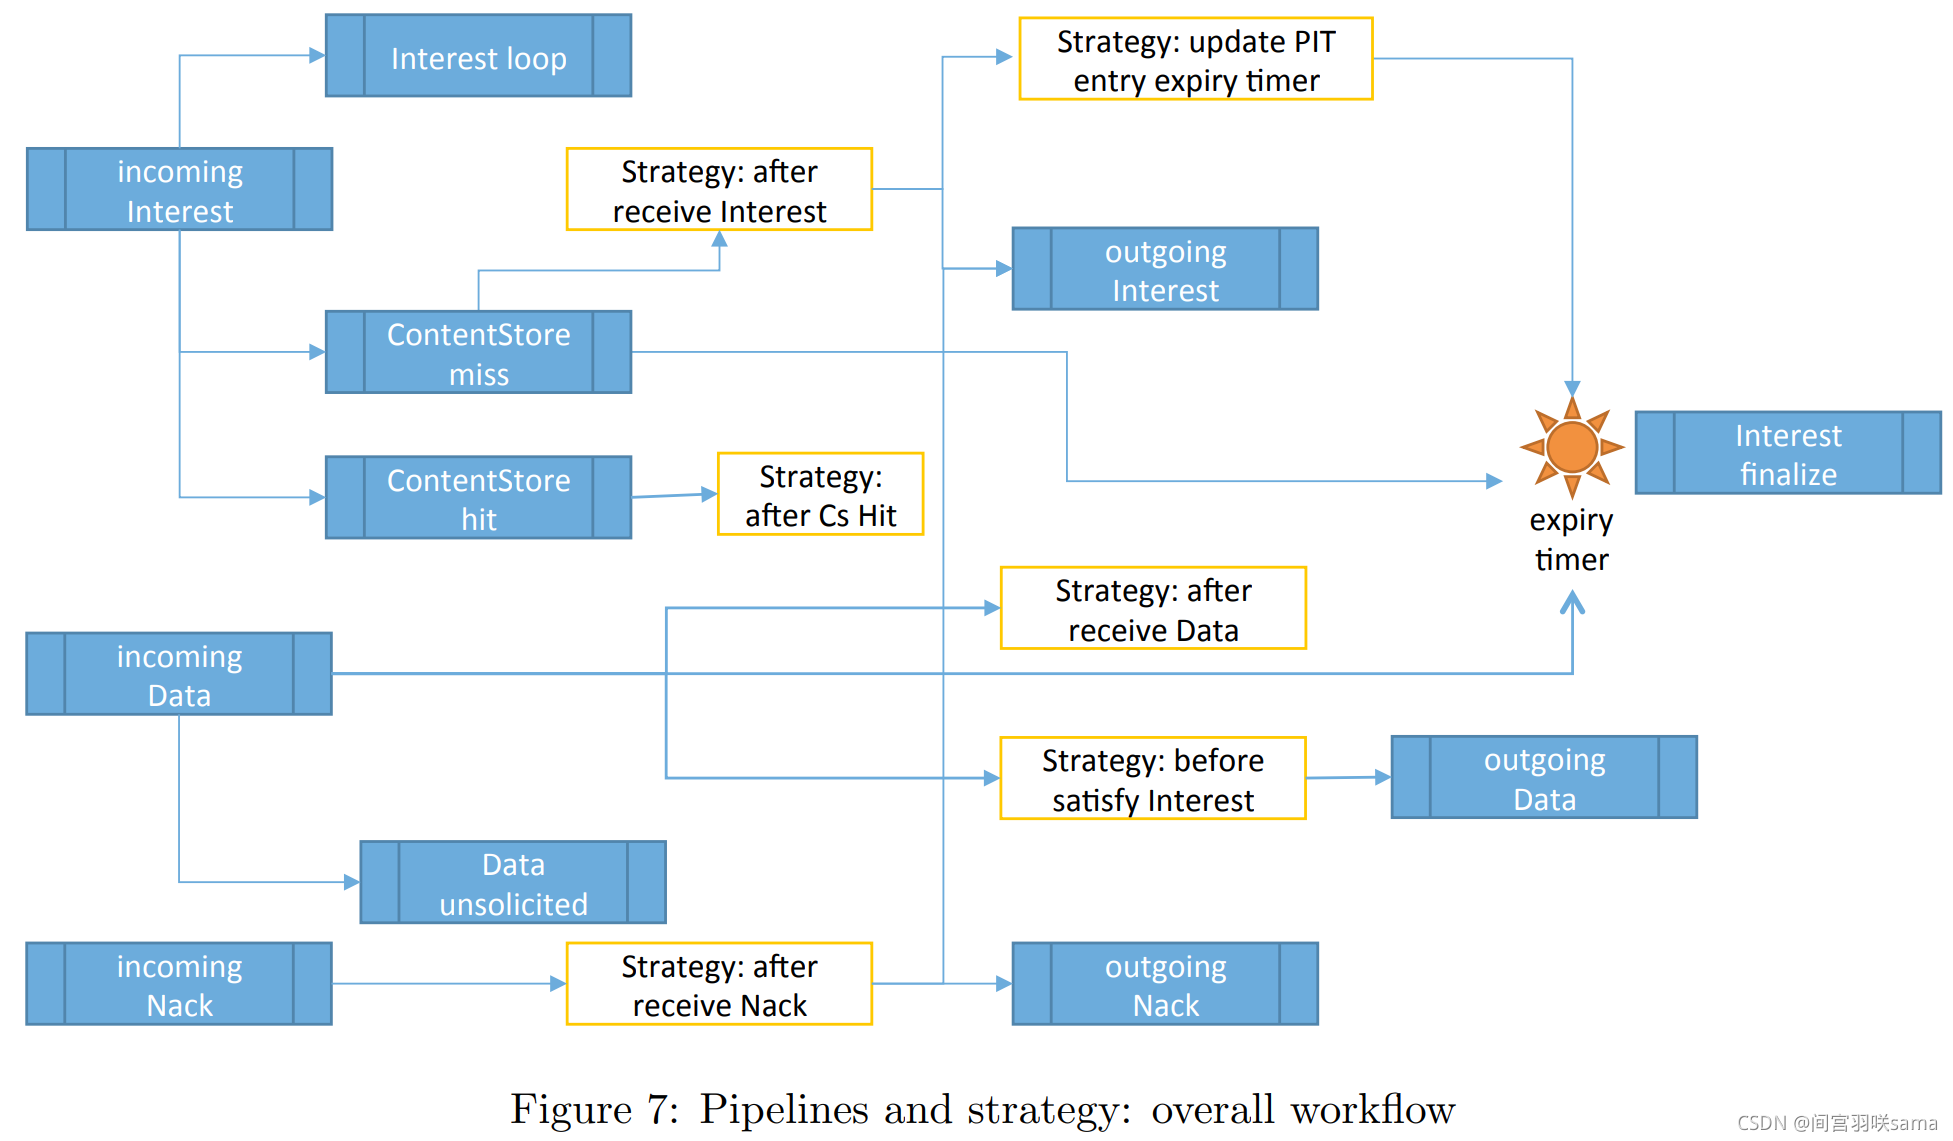 Interest loop
Strategy: update PIT
entry expiry timer
incoming
Interest
Strategy: after
receive Interest
outgoing
Interest
ContentStore
miss
Interest
finalize
ContentStore
hit
Strategy:
after Cs Hit
expiry
timer
Strategy: after
receive Data
incoming
Data
Strategy: before
satisfy Interest
outgoing
Data
Data
unsolicited
incoming
Nack
Strategy: after
receive Nack
outgoing
Nack
Figure 7: Pipelines and strategy: overall workflow
CSDN @间宫羽咲sama